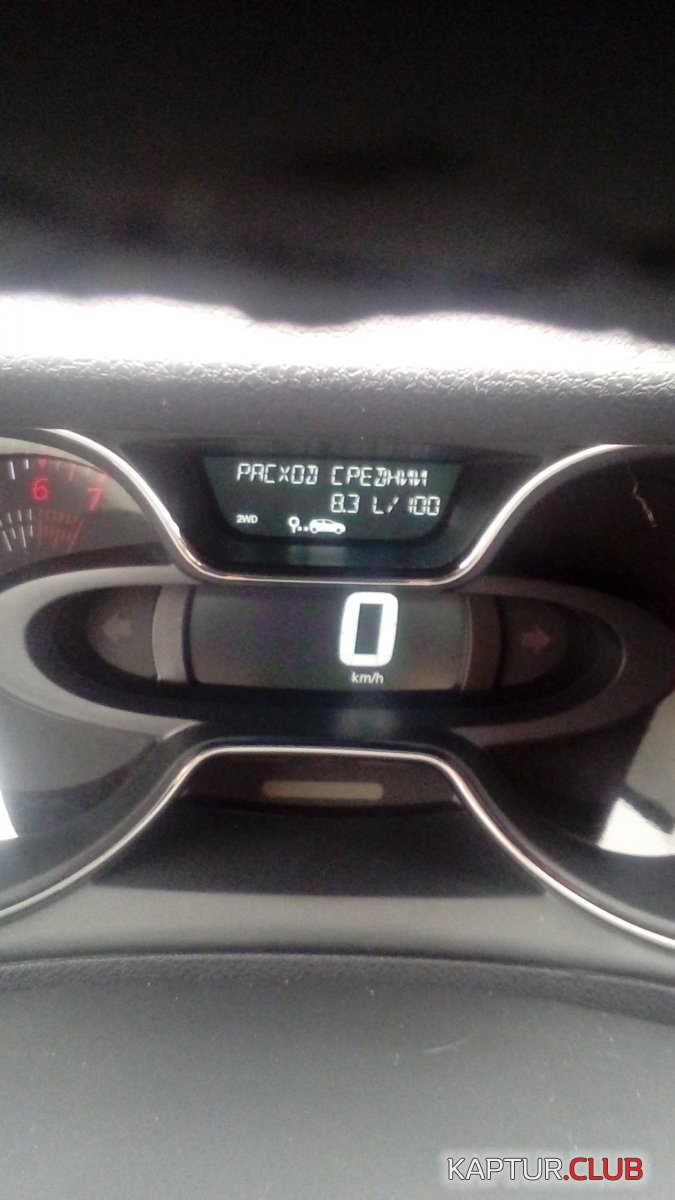 РАСХОД СРЕДНИЙ
6 7
8.3 L/100
2WD
0
km/h
KAPTUR.CLUB